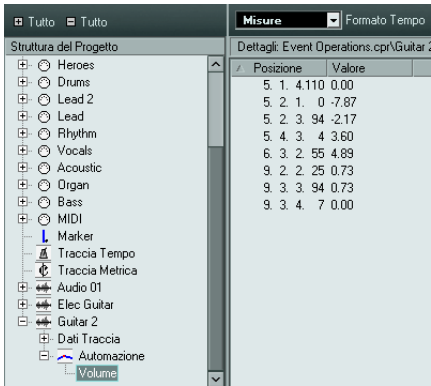 Tutto Tutto
Misure Formato Tempo
Struttura del Progetto
Dettagli: Event Operations.cpr\Guitar 2
Posizione Valore
Heroes
Drums
Lead 2
Lead
Rhythm
Vocals
Acoustic
Organ
Bass
MIDI
Marker
Traccia Tempo
Traccia Metrica
Audio 01
Elec Guitar
Guitar 2
Dati Traccia
Automazione
Volume
5. 1. 4.110 0.00
5. 2. 1. 0 -7.87
5. 2. 3. 94 -2.17
5. 4. 3. 4 3.60
6. 3. 2. 55 4.89
9. 2. 2. 25 0.73
9. 3. 3. 94 0.73
9. 3. 4. 7 0.00